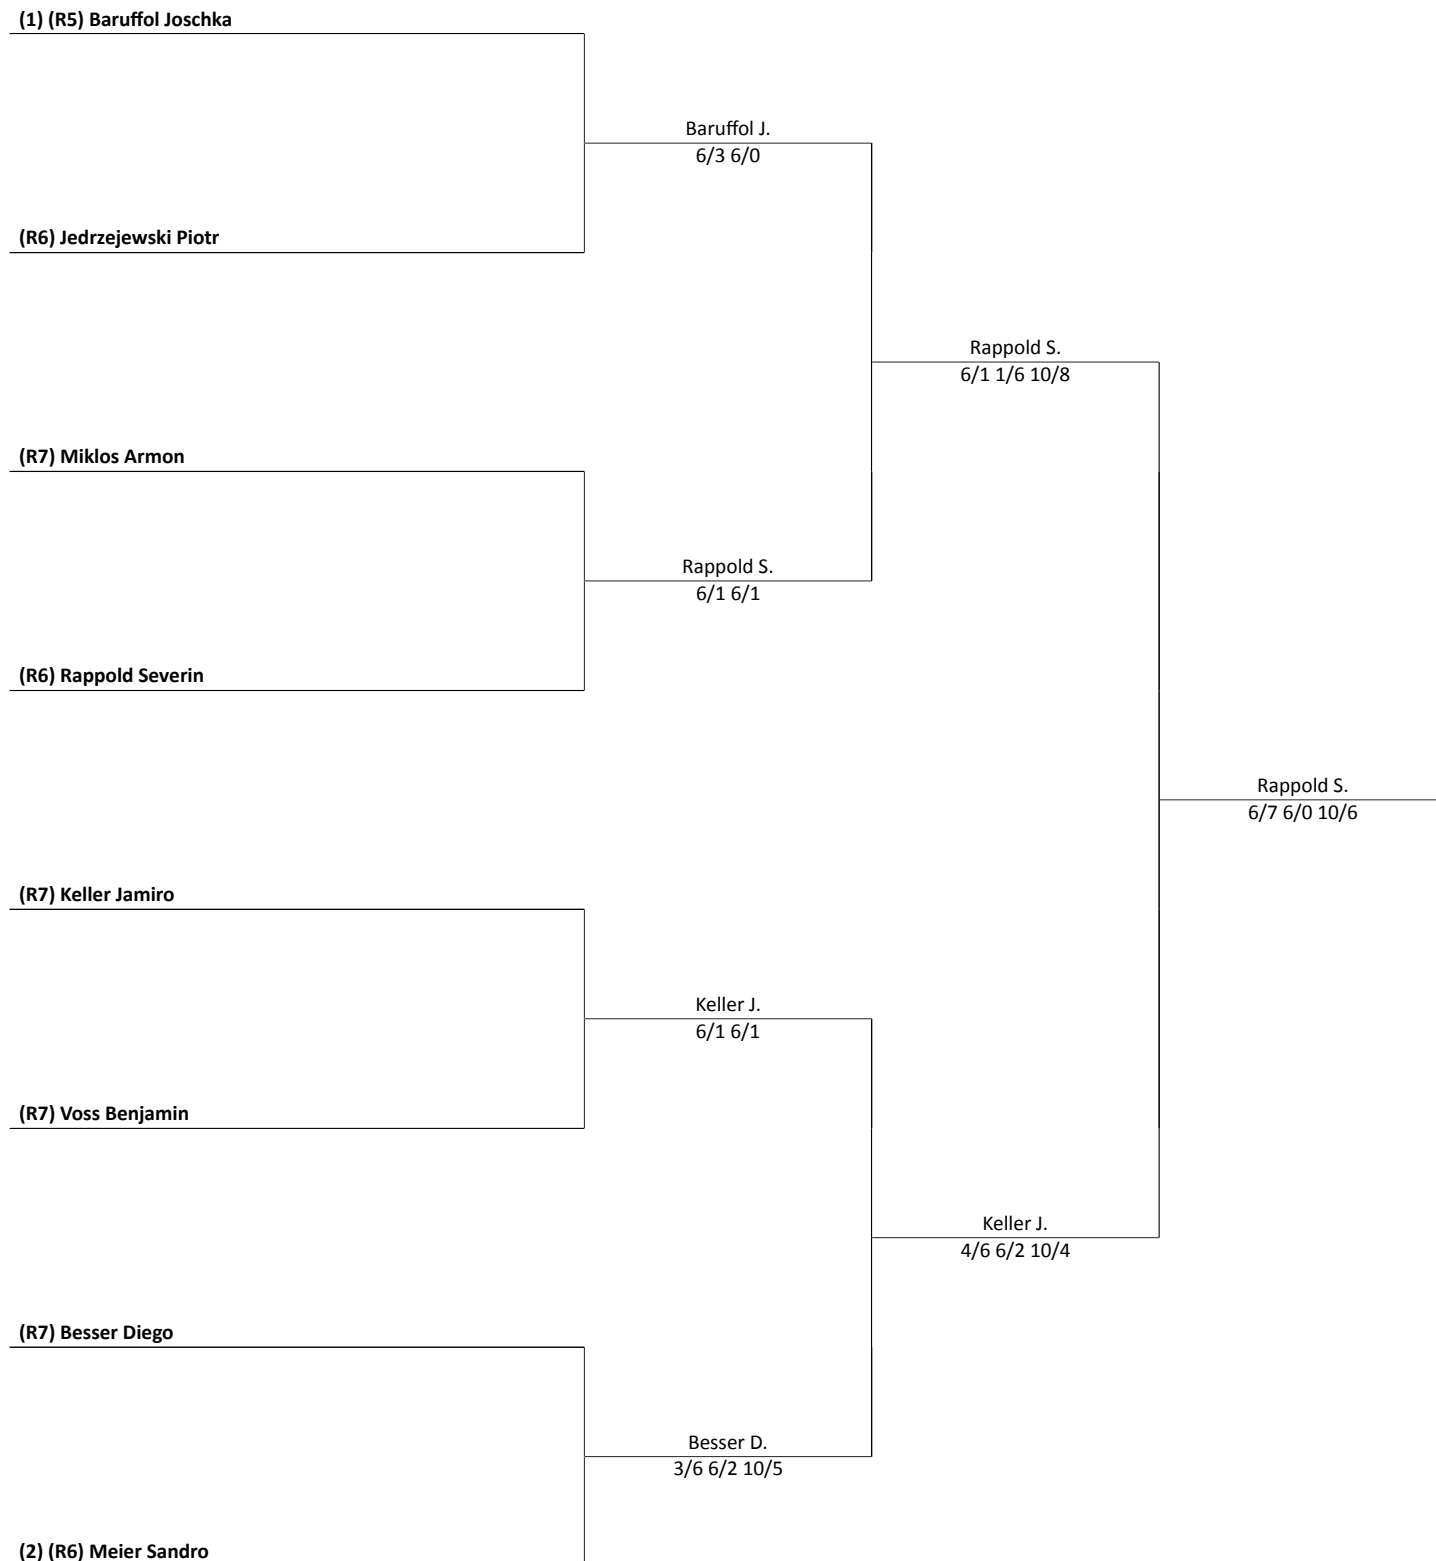 (1) (R5) Baruffol Joschka
Baruffol J.
6/3 6/0
(R6) Jedrzejewski Piotr
Rappold S.
6/1 1/6 10/8
(R7) Miklos Armon
Rappold S.
6/1 6/1
(R6) Rappold Severin
Rappold S.
6/7 6/0 10/6
(R7) Keller Jamiro
Keller J.
6/1 6/1
(R7) Voss Benjamin
Keller J.
4/6 6/2 10/4
(R7) Besser Diego
Besser D.
3/6 6/2 10/5
(2) (R6) Meier Sandro